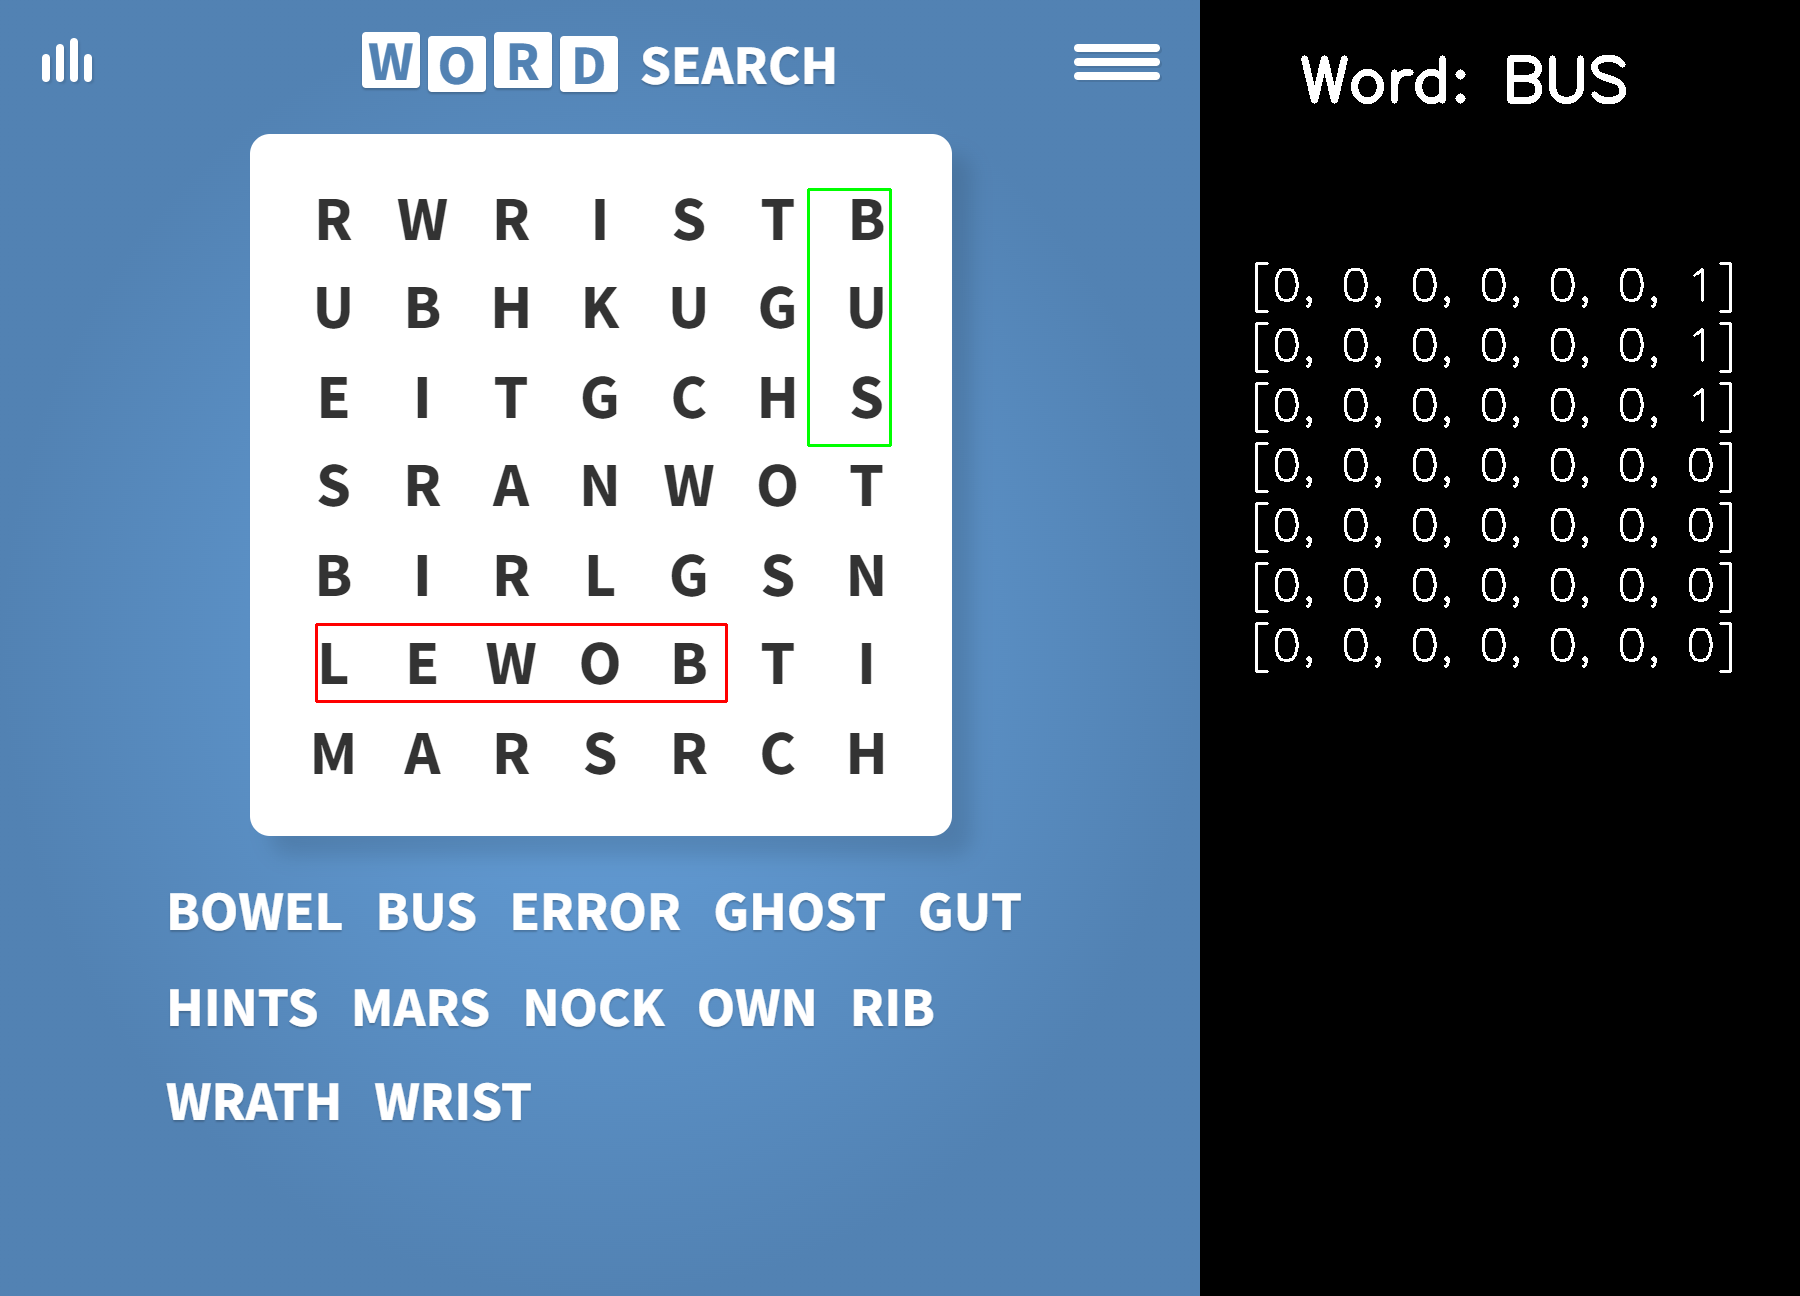 WORD SEARCH
R W R I S T B
U B H K U G U
E I T G C H S
S R A N W O T
B I R L G S N
L E W O B T I
M A R S R C H
BOWEL BUS ERROR GHOST GUT
HINTS MARS NOCK OWN RIB
WRATH WRIST
Word: BUS
[0, 0, 0, 0, 0, 0, 1]
[0, 0, 0, 0, 0, 0, 1]
[0, 0, 0, 0, 0, 0, 1]
[0, 0, 0, 0, 0, 0, 0]
[0, 0, 0, 0, 0, 0, 0]
[0, 0, 0, 0, 0, 0, 0]
[0, 0, 0, 0, 0, 0, 0]